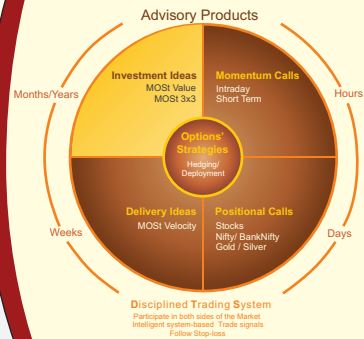 Advisory Products
Investment Ideas
MOSt Value
MOSt 3x3
Momentum Calls
Intraday
Short Term
Months/Years
Hours
Options'
Strategies
Hedging/
Deployment
Delivery Ideas
MOSt Velocity
Positional Calls
Stocks
Nifty/ BankNifty
Gold / Silver
Weeks
Days
Disciplined Trading System
Participate in both sides of the Market
Intelligent system-based Trade signals
Follow Stop-loss